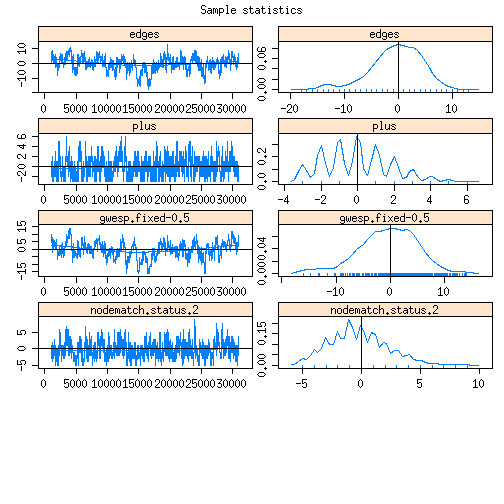 Sample statistics
edges
edges
-10 0 10
0 5000 10000 15000 20000 25000 30000
0.00 0.06
-20 -10 0 10
plus
plus
-2 0 2 4 6
0 5000 10000 15000 20000 25000 30000
0.0 0.2
-4 -2 0 2 4 6
gwesp.fixed-0.5
gwesp.fixed-0.5
-15 0 5 15
0 5000 10000 15000 20000 25000 30000
0.00 0.04
-10 0 10
nodematch.status.2
nodematch.status.2
-5 0 5
0 5000 10000 15000 20000 25000 30000
0.00 0.15
-5 0 5 10